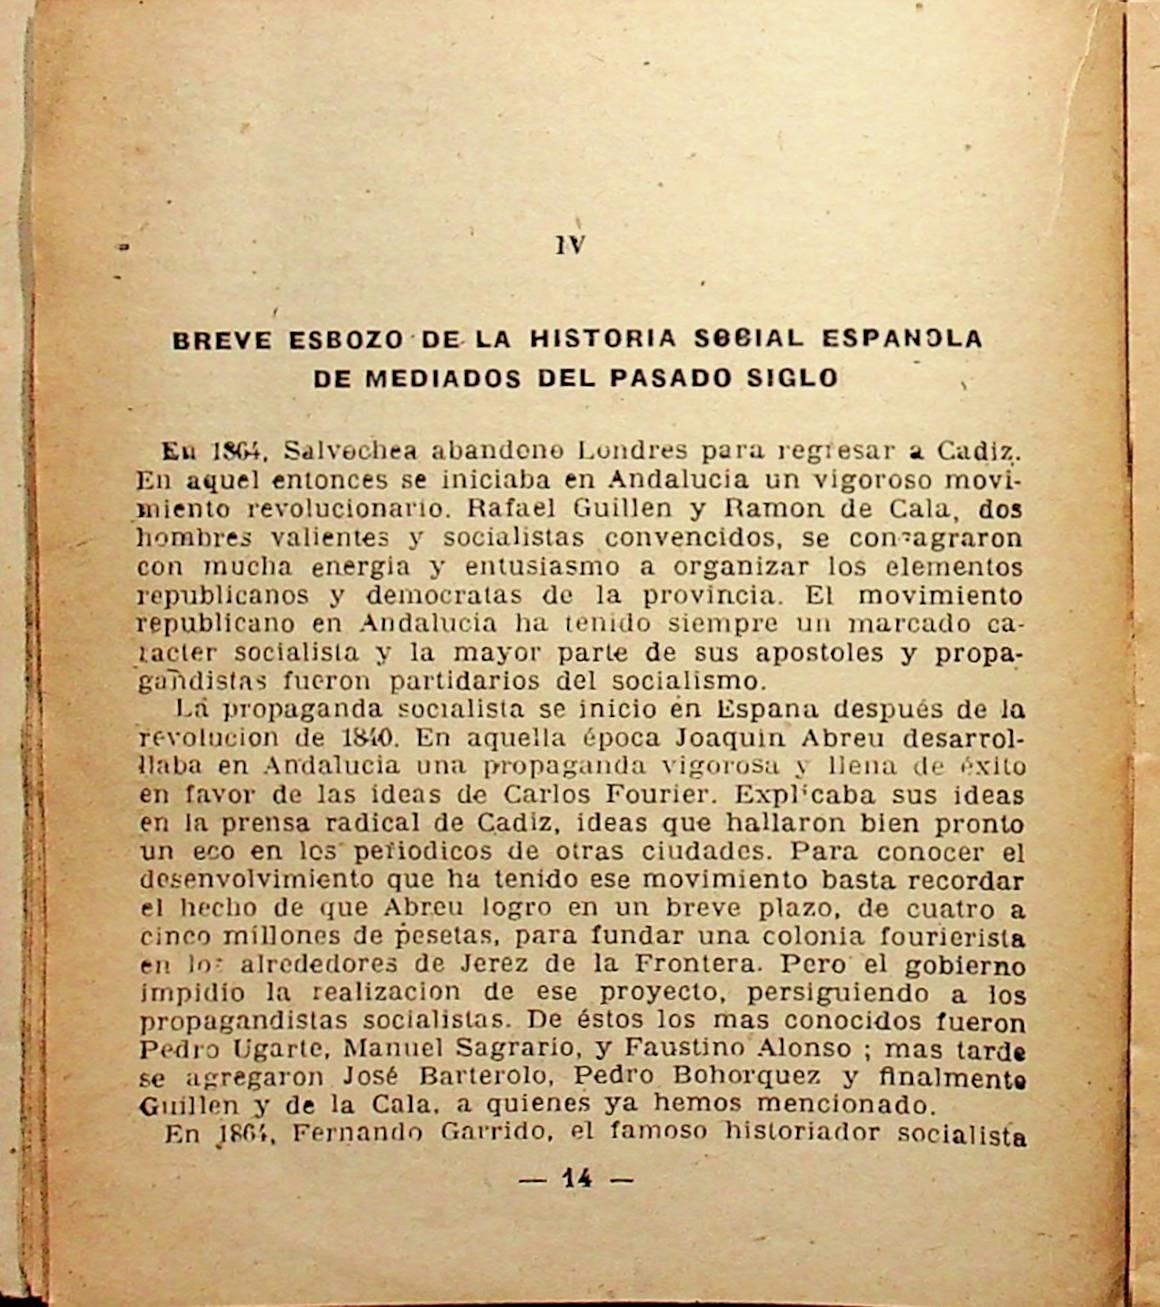 IV
BREVE ESBOZO DE LA HISTORIA SOCIAL ESPANOLA
DE MEDIADOS DEL PASADO SIGLO
En 1864, Salvochea abandono Londres para regresar a Cadiz.
En aquel entonces se iniciaba en Andalucia un vigoroso movi-
miento revolucionario. Rafael Guillen y Ramon de Cala, dos
hombres valientes y socialistas convencidos, se consagraron
con mucha energia y entusiasmo a organizar los elementos
republicanos y democratas de la provincia. El movimiento
republicano en Andalucia ha tenido siempre un marcado ca-
racter socialista y la mayor parte de sus apostoles y propa-
gandistas fueron partidarios del socialismo.
La propaganda socialista se inicio en Espana después de la
revolucion de 1840. En aquella época Joaquin Abreu desarrol-
llaba en Andalucia una propaganda vigorosa y llena de éxito
en favor de las ideas de Carlos Fourier. Explicaba sus ideas
en la prensa radical de Cadiz, ideas que hallaron bien pronto
un eco en los periodicos de otras ciudades. Para conocer el
desenvolvimiento que ha tenido ese movimiento basta recordar
el hecho de que Abreu logro en un breve plazo, de cuatro a
cinco millones de pesetas, para fundar una colonia fourierista
en los alrededores de Jerez de la Frontera. Pero el gobierno
impidio la realizacion de ese proyecto, persiguiendo a los
propagandistas socialistas. De éstos los mas conocidos fueron
Pedro Ugarte, Manuel Sagrario, y Faustino Alonso ; mas tarde
se agregaron José Barterolo, Pedro Bohorquez y finalmente
Guillen y de la Cala, a quienes ya hemos mencionado.
En 1864, Fernando Garrido, el famoso historiador socialista
— 14 —